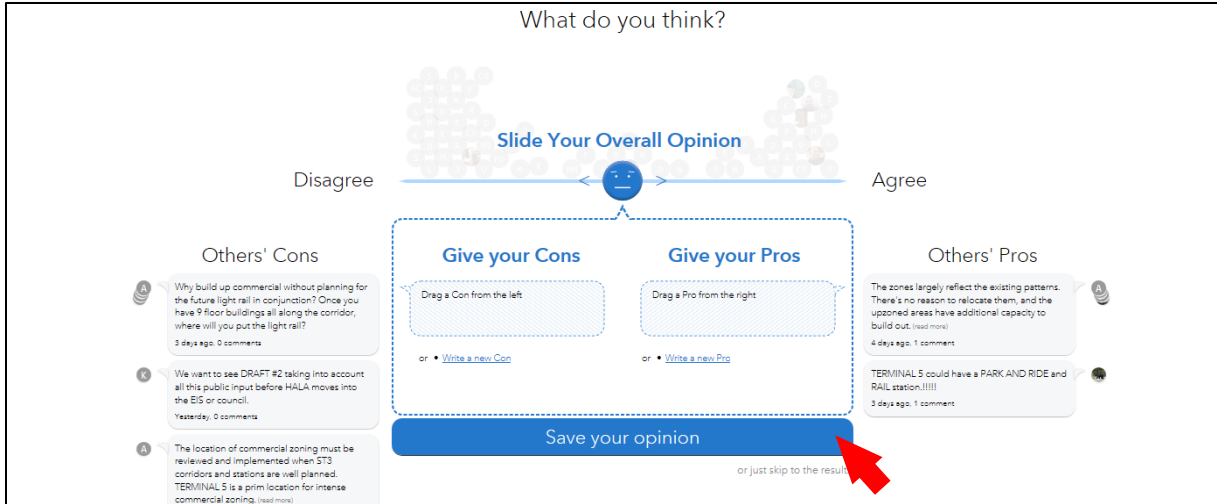 What do you think?
Slide Your Overall Opinion
Disagree
< >
Agree
Others' Cons
Why build up commercial without planning for
the future light rail in conjunction? Once you
have 9 floor buildings all along the corridor,
where will you put the light rail?
3 days ago, 0 comments
A
We want to see DRAFT #2 taking into account
all this public input before HALA moves into
the EIS or council.
Yesterday, 0 comments
K
The location of commercial zoning must be
reviewed and implemented when ST3
corridors and stations are well planned.
TERMINAL 5 is a prim location for intense
commercial zoning. (read more)
A
Give your Cons
Drag a Con from the left
or • Write a new Con
Give your Pros
Drag a Pro from the right
or • Write a new Pro
Save your opinion
or just skip to the result
Others' Pros
The zones largely reflect the existing patterns.
There's no reason to relocate them, and the
upzoned areas have additional capacity to
build out. (read more)
4 days ago, 1 comment
A
TERMINAL 5 could have a PARK AND RIDE and
RAIL station.!!!!!
3 days ago, 1 comment